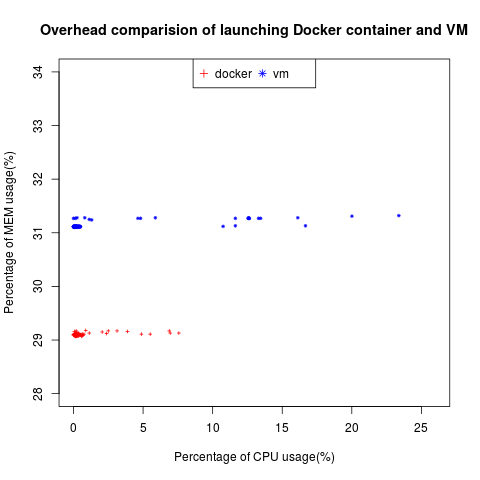 Overhead comparision of launching Docker container and VM
docker vm
34
33
32
31
30
29
28
Percentage of MEM usage(%)
0 5 10 15 20 25
Percentage of CPU usage(%)